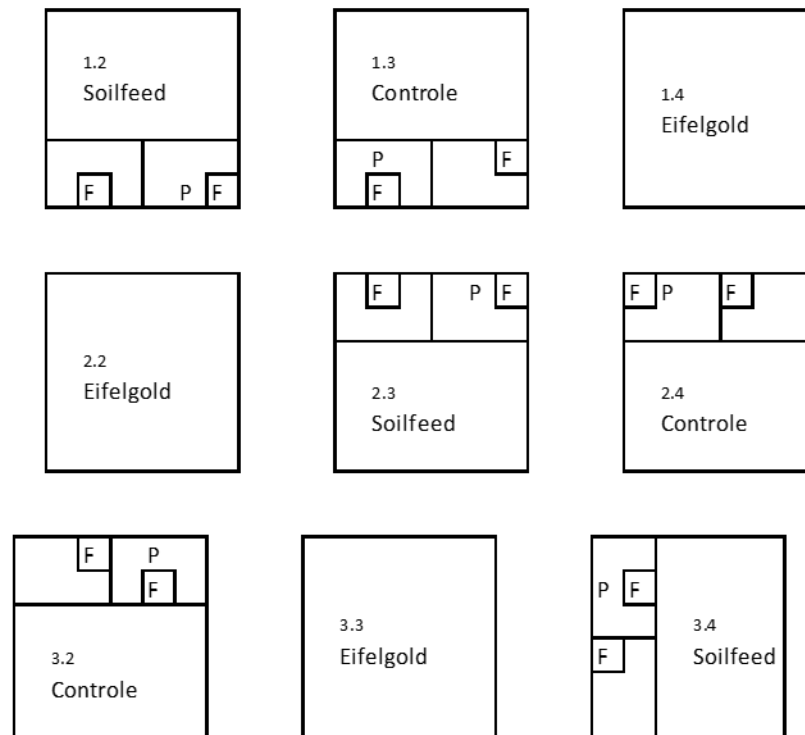 1.2
Soilfeed
F
P F
1.3
Controle
P
F
F
1.4
Eifelgold
2.2
Eifelgold
F
P F
2.3
Soilfeed
F P
F
2.4
Controle
F
P
F
3.2
Controle
3.3
Eifelgold
P F
F
3.4
Soilfeed